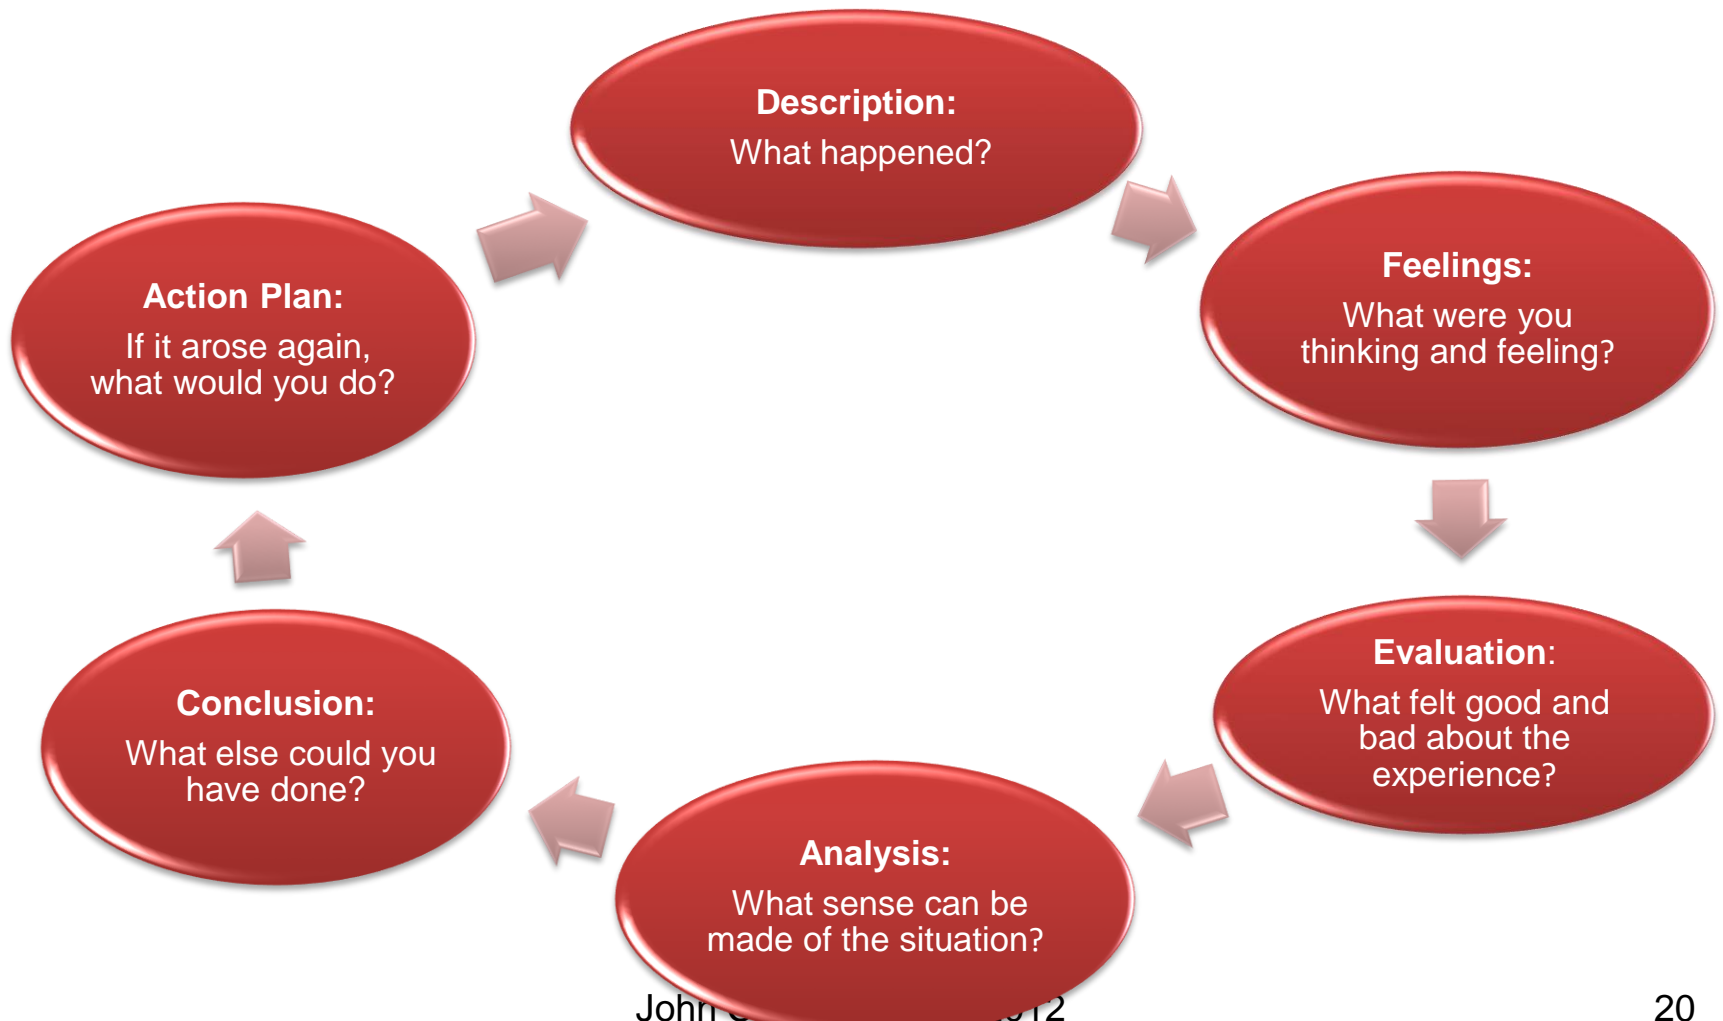 Description:
What happened?
Feelings:
What were you
thinking and feeling?
Evaluation:
What felt good and
bad about the
experience?
Analysis:
What sense can be
made of the situation?
Conclusion:
What else could you
have done?
Action Plan:
If it arose again,
what would you do?
John
20